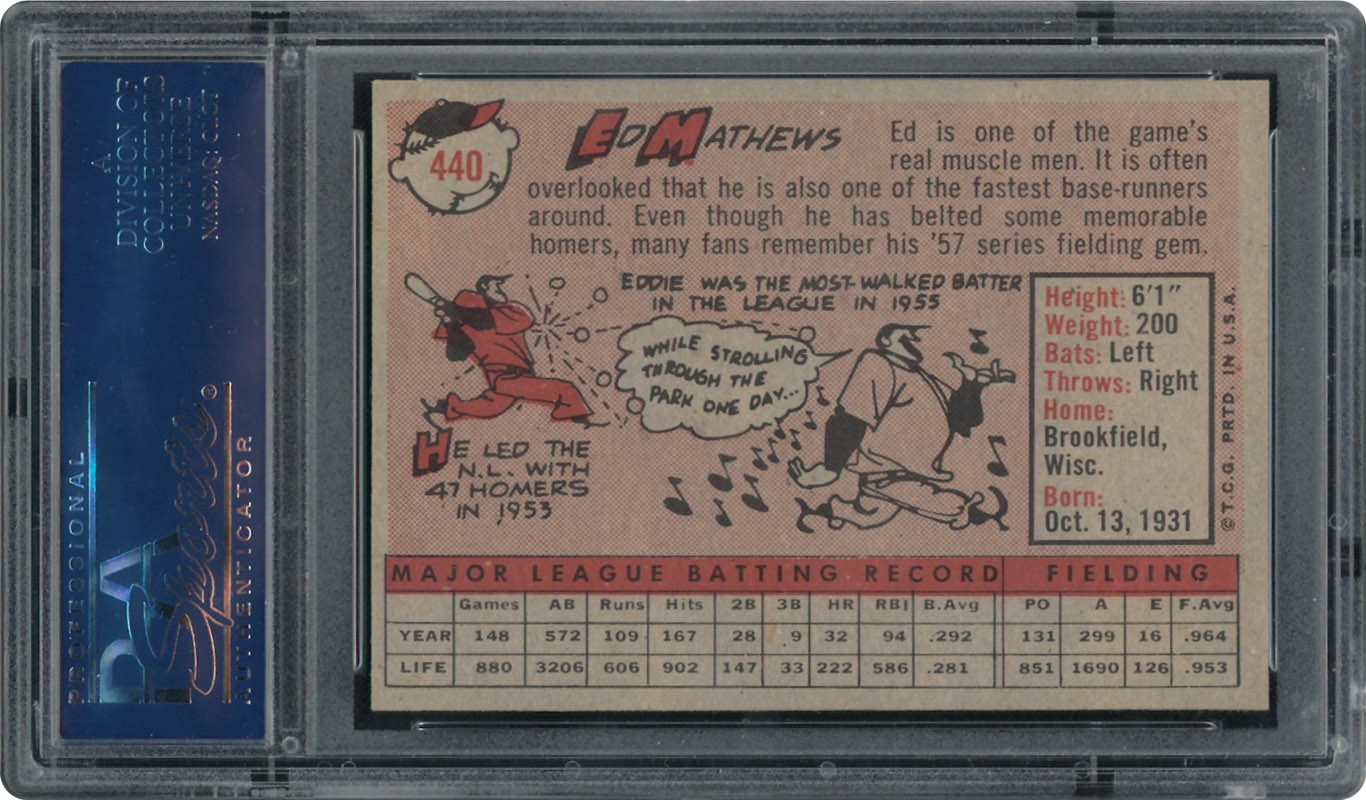 A
DIVISION OF
COLLECTORS
UNIVERSE
NASDAQ: CLCT
PROFESSIONAL
PSA
Sports®
AUTHENTICATOR
440
ED MATHEWS
Ed is one of the game's
real muscle men. It is often
overlooked that he is also one of the fastest base-runners
around. Even though he has belted some memorable
homers, many fans remember his '57 series fielding gem.
EDDIE WAS THE MOST-WALKED BATTER
IN THE LEAGUE IN 1955
WHILE STROLLING
THROUGH THE
PARK ONE DAY...
HE LED THE
N.L. WITH
47 HOMERS
IN 1953
Height: 6'1"
Weight: 200
Bats: Left
Throws: Right
Home:
Brookfield,
Wisc.
Born:
Oct. 13, 1931
©T.C.G. PRTD. IN U.S.A.
MAJOR LEAGUE BATTING RECORD FIELDING
Games AB Runs Hits 2B 3B HR RBI B.Avg PO A E F.Avg
YEAR 148 572 109 167 28 9 32 94 .292 131 299 16 .964
LIFE 880 3206 606 902 147 33 222 586 .281 851 1690 126 .953